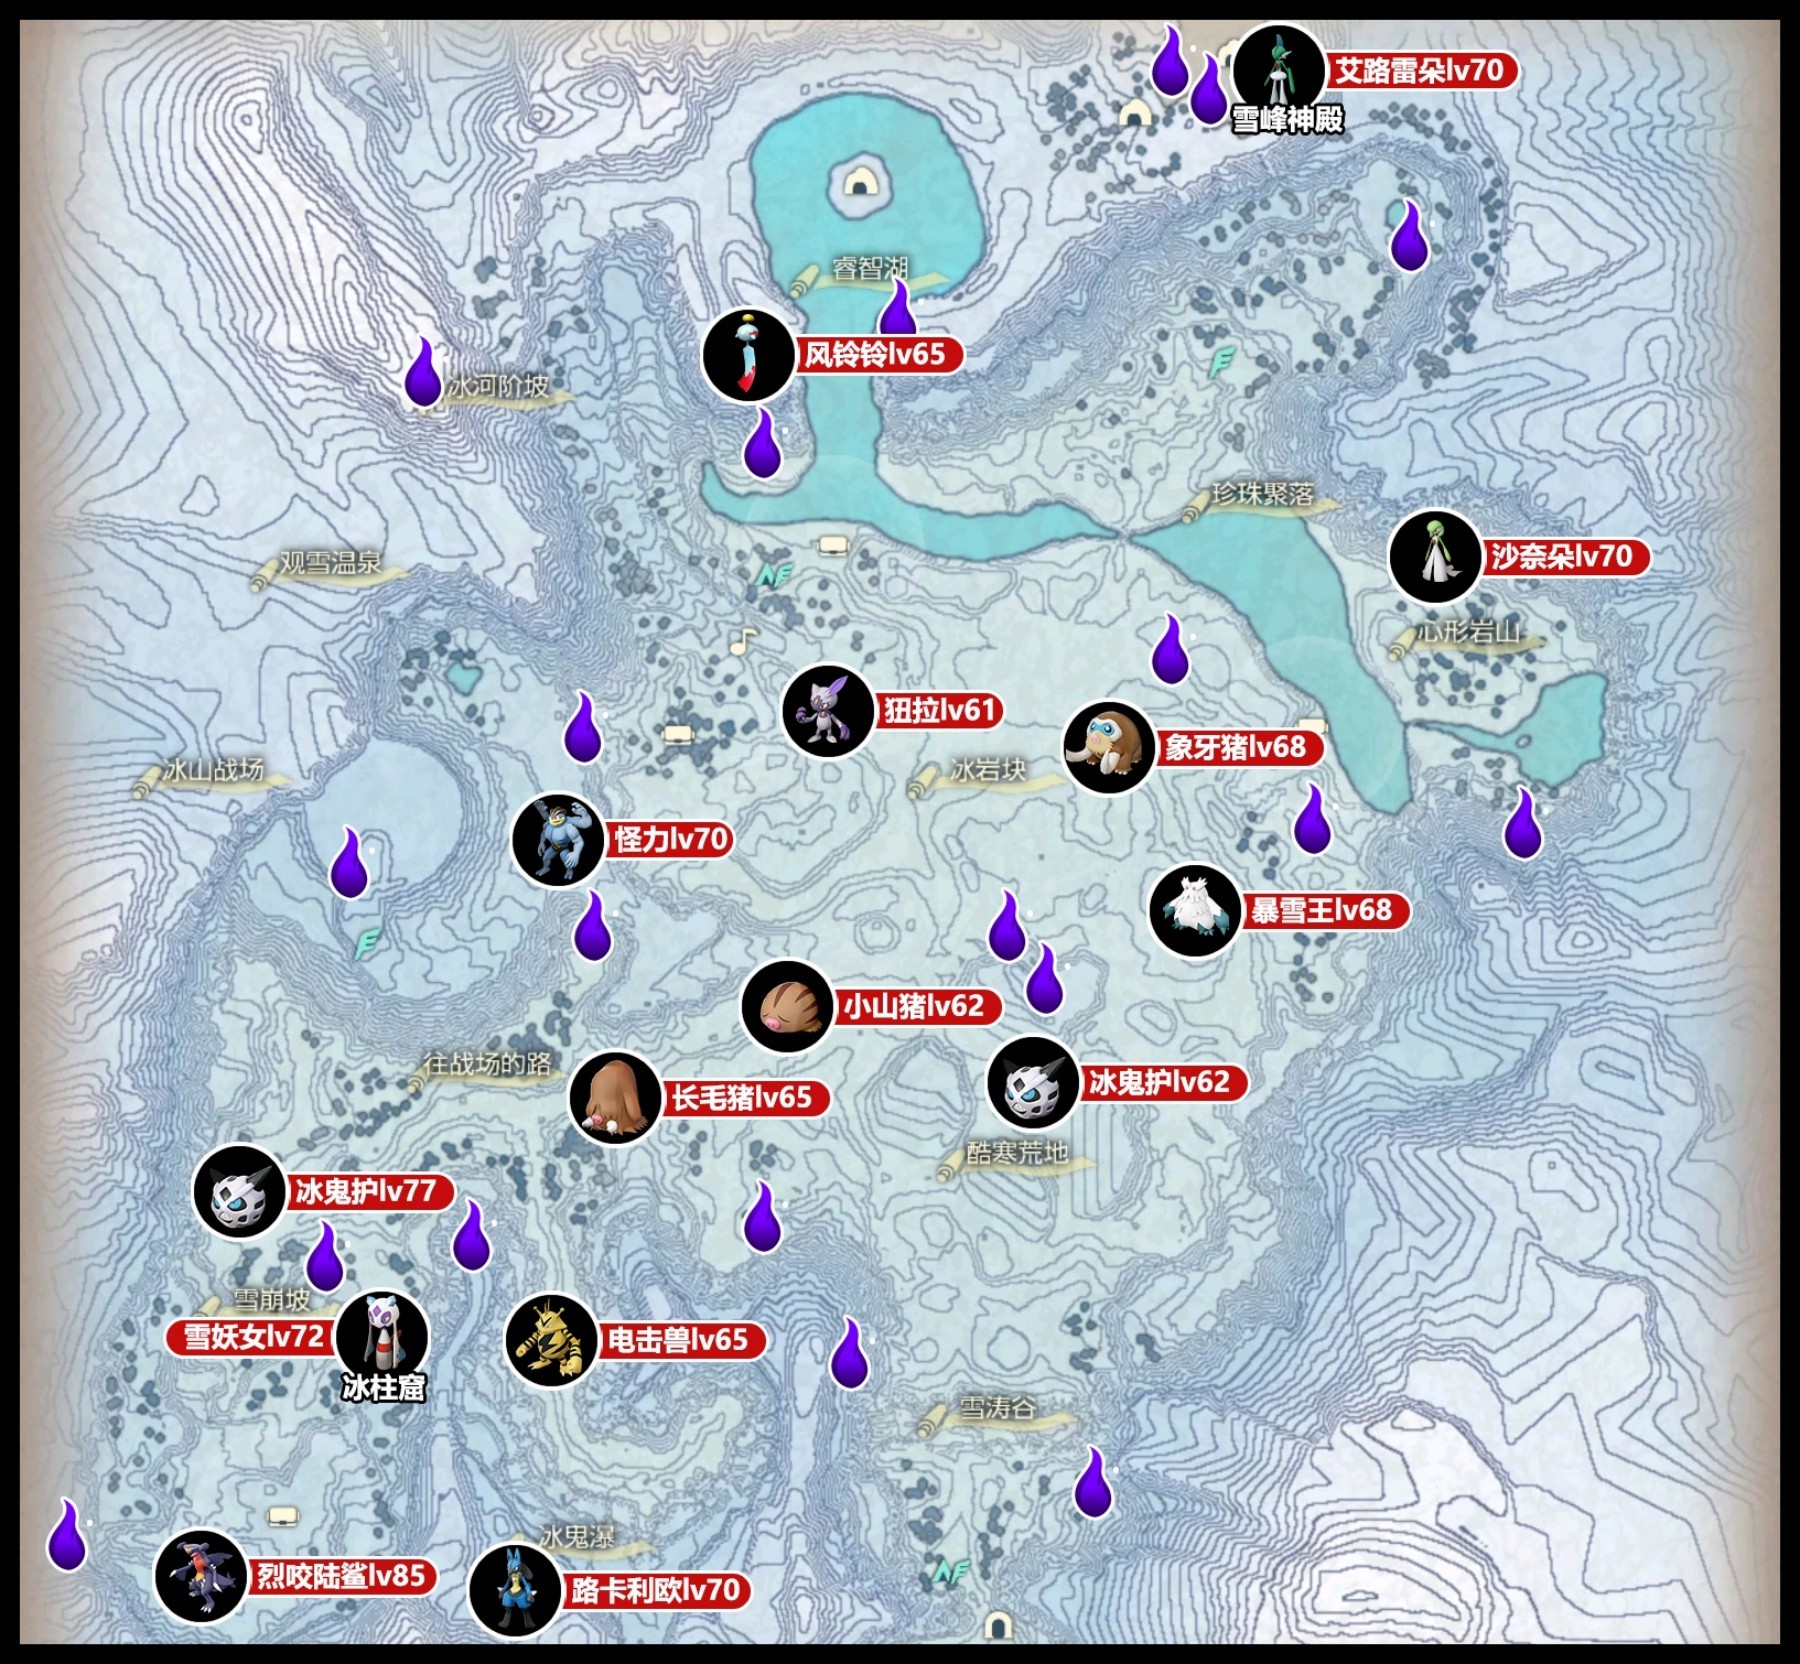 艾路雷朵lv70
雪峰神殿
睿智湖
风铃铃lv65
冰河阶坡
珍珠聚落
观雪温泉
沙奈朵lv70
心形岩山
狃拉lv61
象牙猪lv68
冰山战场
冰岩块
怪力lv70
暴雪王lv68
小山猪lv62
往战场的路
长毛猪lv65
冰鬼护lv62
酷寒荒地
冰鬼护lv77
雪崩坡
雪妖女lv72
冰柱窟
电击兽lv65
雪涛谷
冰鬼瀑
烈咬陆鲨lv85
路卡利欧lv70